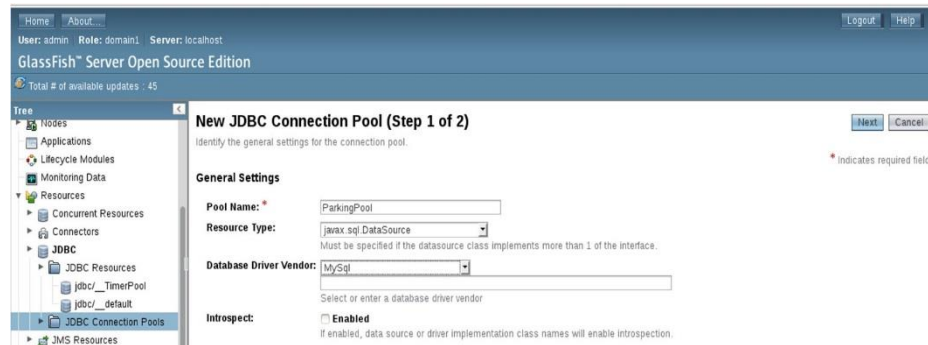 Home About...
Logout Help
User: admin Role: domain1 Server: localhost
GlassFish™ Server Open Source Edition
Total # of available updates : 45
Tree
Nodes
Applications
Lifecycle Modules
Monitoring Data
Resources
Concurrent Resources
Connectors
JDBC
JDBC Resources
jdbc/__TimerPool
jdbc/__default
JDBC Connection Pools
JMS Resources
New JDBC Connection Pool (Step 1 of 2)
Next Cancel
Identify the general settings for the connection pool.
* Indicates required field
General Settings
Pool Name: * ParkingPool
Resource Type: javax.sql.DataSource
Must be specified if the datasource class implements more than 1 of the interface.
Database Driver Vendor: MySql
Select or enter a database driver vendor
Introspect: Enabled
If enabled, data source or driver implementation class names will enable introspection.